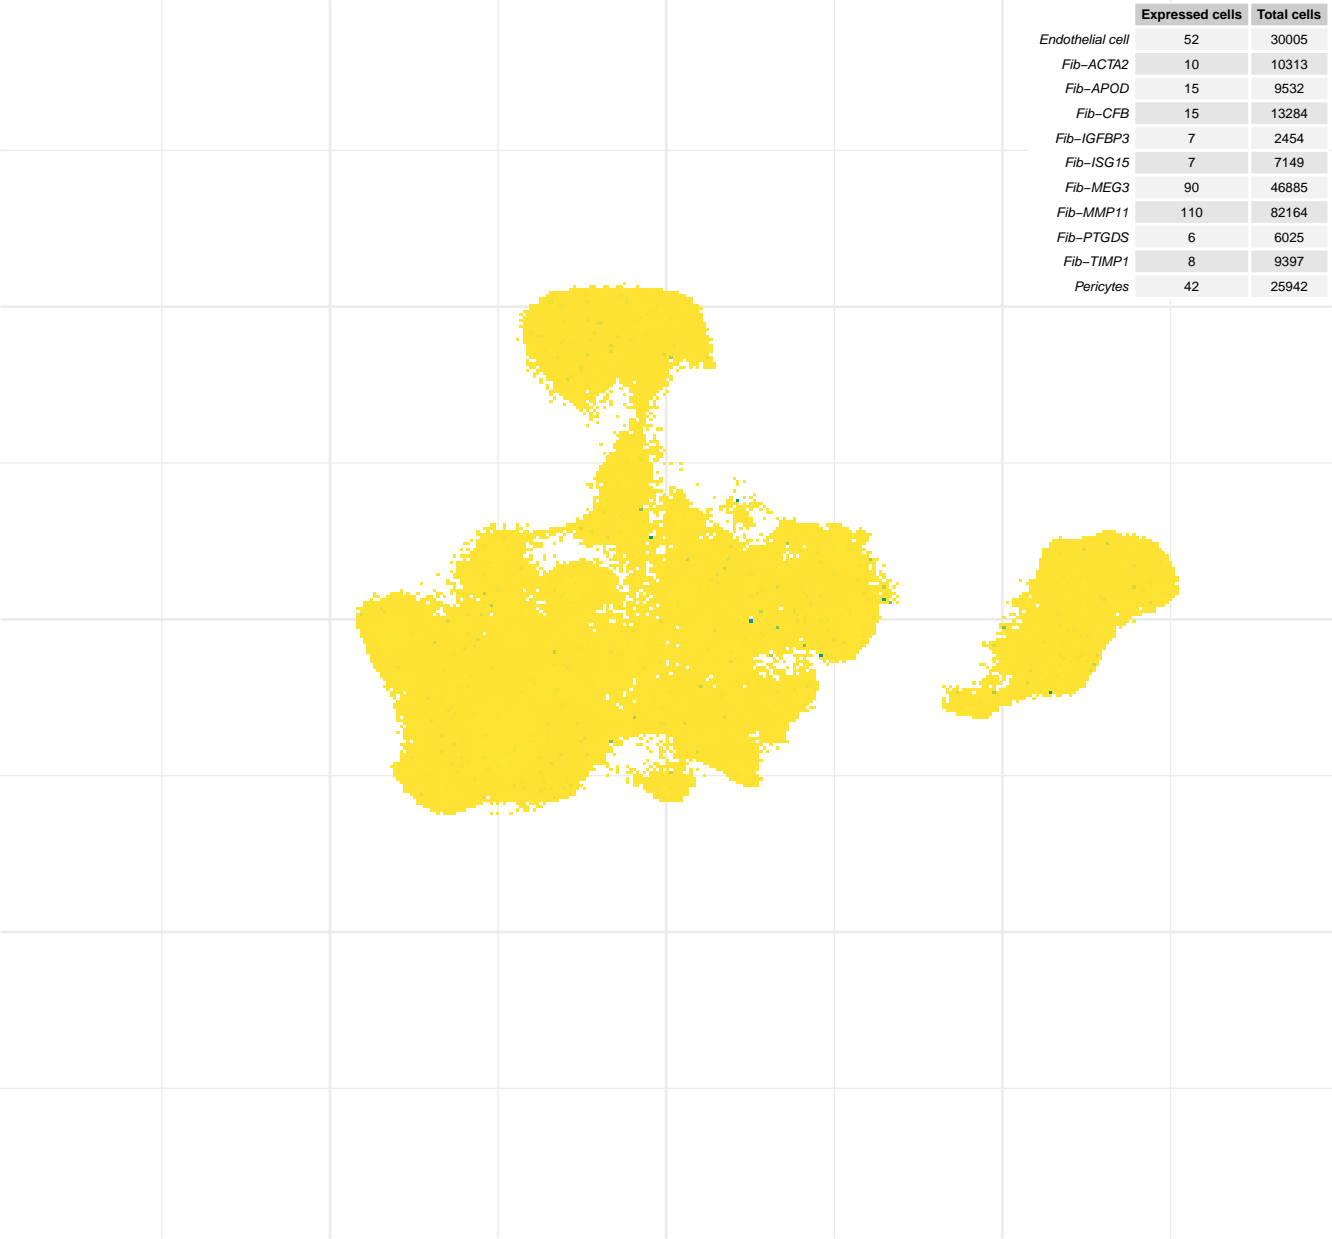 Expressed cells Total cells
Endothelial cell 52 30005
Fib−ACTA2 10 10313
Fib−APOD 15 9532
Fib−CFB 15 13284
Fib−IGFBP3 7 2454
Fib−ISG15 7 7149
Fib−MEG3 90 46885
Fib−MMP11 110 82164
Fib−PTGDS 6 6025
Fib−TIMP1 8 9397
Pericytes 42 25942